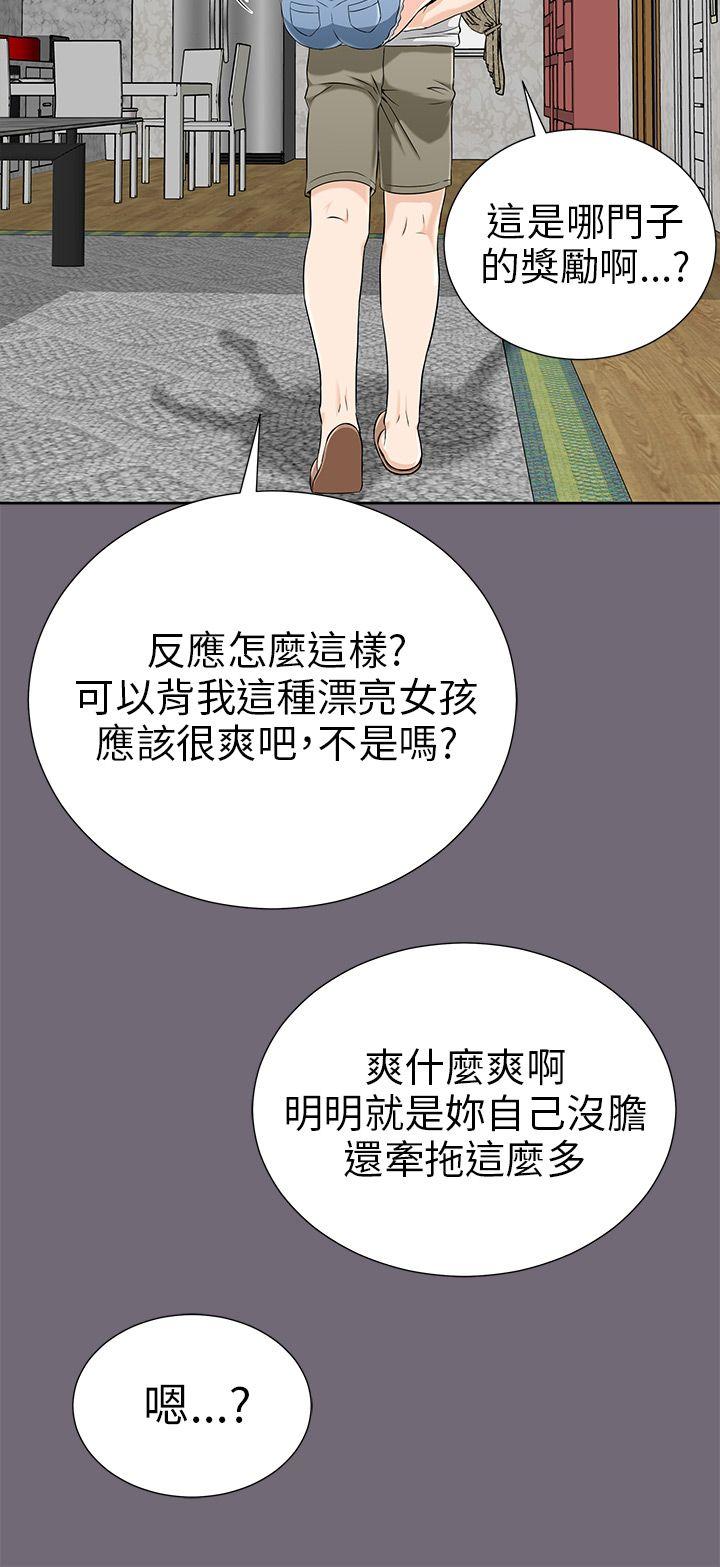 這是哪門子
的獎勵啊...?
反應怎麼這樣?
可以背我這種漂亮女孩
應該很爽吧,不是嗎?
爽什麼爽啊
明明就是妳自己沒膽
還牽拖這麼多
嗯...?